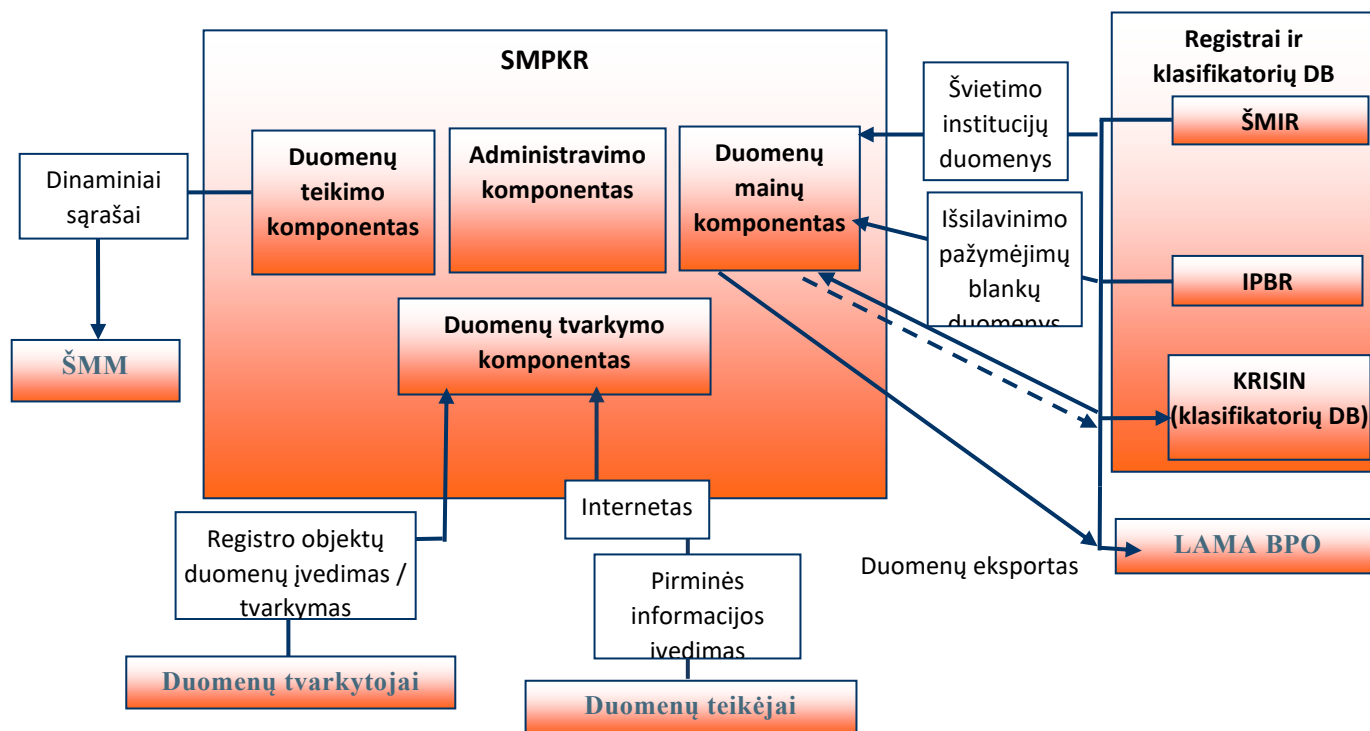 SMPKR
Registrai ir
klasifikatorių DB
Švietimo
institucijų
duomenys
ŠMIR
Dinaminiai
sąrašai
Duomenų
teikimo
komponentas
Administravimo
komponentas
Duomenų
mainų
komponentas
Išsilavinimo
pažymėjimų
blankų
duomenys
IPBR
Duomenų tvarkymo
komponentas
ŠMM
KRISIN
(klasifikatorių DB)
Internetas
Registro objektų
duomenų įvedimas /
tvarkymas
LAMA BPO
Duomenų eksportas
Pirminės
informacijos
įvedimas
Duomenų tvarkytojai
Duomenų teikėjai